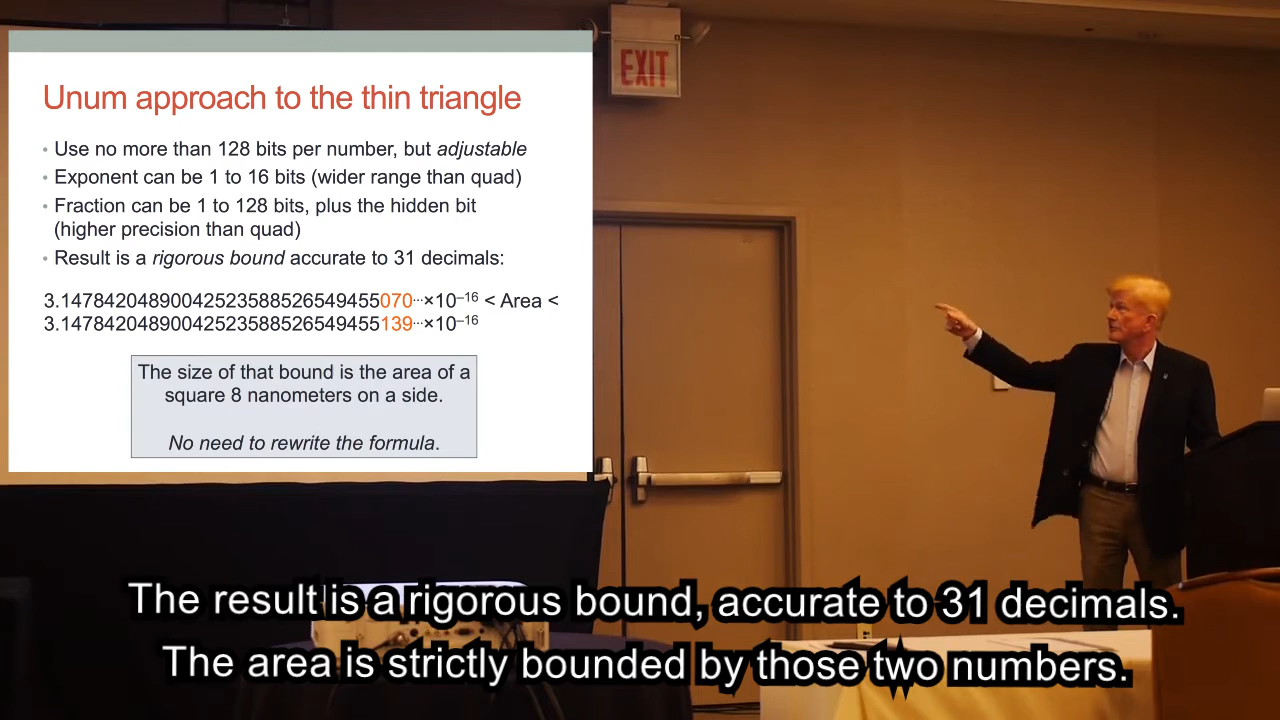 EXIT
Unum approach to the thin triangle
• Use no more than 128 bits per number, but adjustable
• Exponent can be 1 to 16 bits (wider range than quad)
• Fraction can be 1 to 128 bits, plus the hidden bit
(higher precision than quad)
• Result is a rigorous bound accurate to 31 decimals:
3.14784204890042523588526549455070···×10⁻¹⁶ < Area <
3.14784204890042523588526549455139···×10⁻¹⁶
The size of that bound is the area of a
square 8 nanometers on a side.
No need to rewrite the formula.
The result is a rigorous bound, accurate to 31 decimals.
The area is strictly bounded by those two numbers.